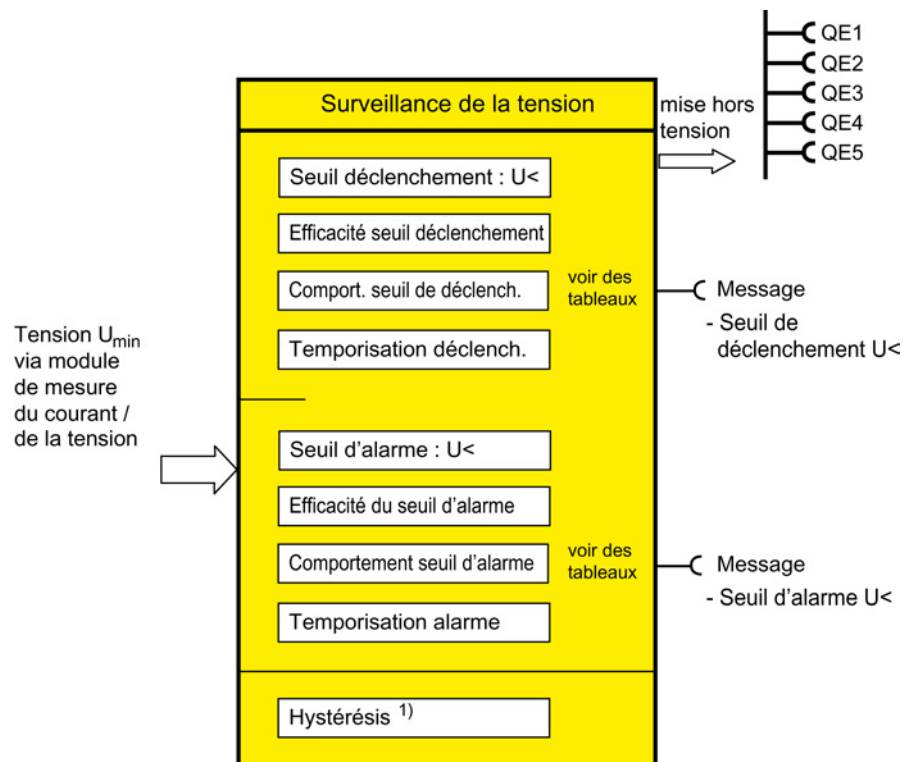 QE1
QE2
QE3
QE4
QE5
Surveillance de la tension
mise hors
tension
Seuil déclenchement : U<
Efficacité seuil déclenchement
Comport. seuil de déclench.
voir des
tableaux
Message
- Seuil de
déclenchement U<
Temporisation déclench.
Tension Umin
via module
de mesure
du courant /
de la tension
Seuil d'alarme : U<
Efficacité du seuil d'alarme
Comportement seuil d'alarme
voir des
tableaux
Message
- Seuil d'alarme U<
Temporisation alarme
Hystérésis 1)